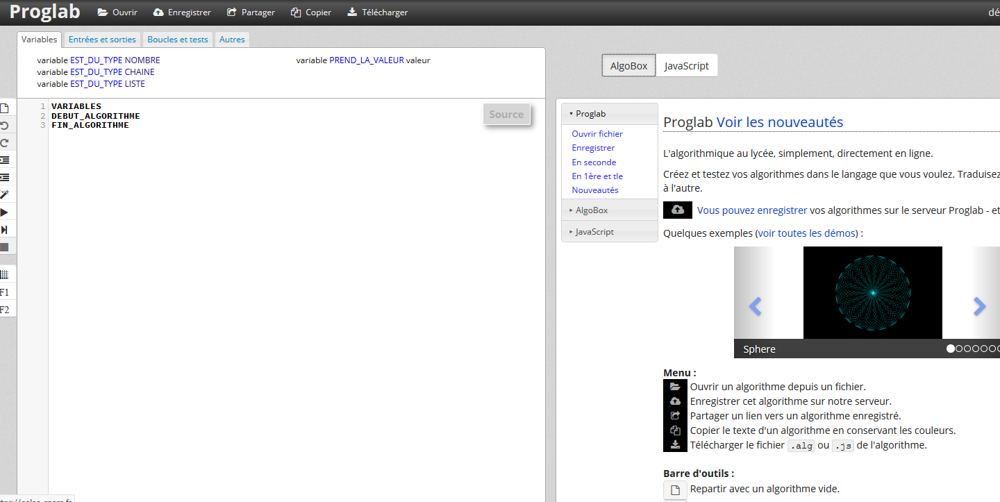 Proglab Ouvrir Enregistrer Partager Copier Télécharger dé
Variables Entrées et sorties Boucles et tests Autres
variable EST_DU_TYPE NOMBRE variable PREND_LA_VALEUR valeur
variable EST_DU_TYPE CHAINE
variable EST_DU_TYPE LISTE
AlgoBox JavaScript
1 VARIABLES
2 DEBUT_ALGORITHME
3 FIN_ALGORITHME
Source
F1
F2
Proglab
Ouvrir fichier
Enregistrer
En seconde
En 1ère et tle
Nouveautés
AlgoBox
JavaScript
Proglab Voir les nouveautés
L'algorithmique au lycée, simplement, directement en ligne.
Créez et testez vos algorithmes dans le langage que vous voulez. Traduisez
à l'autre.
Vous pouvez enregistrer vos algorithmes sur le serveur Proglab - et
Quelques exemples (voir toutes les démos) :
Sphere
Menu :
Ouvrir un algorithme depuis un fichier.
Enregistrer cet algorithme sur notre serveur.
Partager un lien vers un algorithme enregistré.
Copier le texte d'un algorithme en conservant les couleurs.
Télécharger le fichier .alg ou .js de l'algorithme.
Barre d'outils :
Repartir avec un algorithme vide.